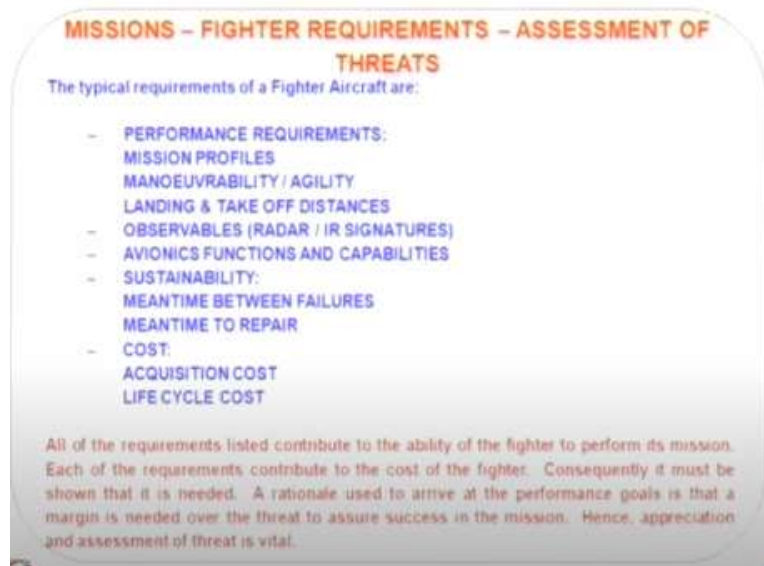 MISSIONS – FIGHTER REQUIREMENTS – ASSESSMENT OF
THREATS
The typical requirements of a Fighter Aircraft are:
– PERFORMANCE REQUIREMENTS:
MISSION PROFILES
MANOEUVRABILITY / AGILITY
LANDING & TAKE OFF DISTANCES
– OBSERVABLES (RADAR / IR SIGNATURES)
– AVIONICS FUNCTIONS AND CAPABILITIES
– SUSTAINABILITY:
MEANTIME BETWEEN FAILURES
MEANTIME TO REPAIR
– COST:
ACQUISITION COST
LIFE CYCLE COST
All of the requirements listed contribute to the ability of the fighter to perform its mission.
Each of the requirements contribute to the cost of the fighter. Consequently it must be
shown that it is needed. A rationale used to arrive at the performance goals is that a
margin is needed over the threat to assure success in the mission. Hence, appreciation
and assessment of threat is vital.